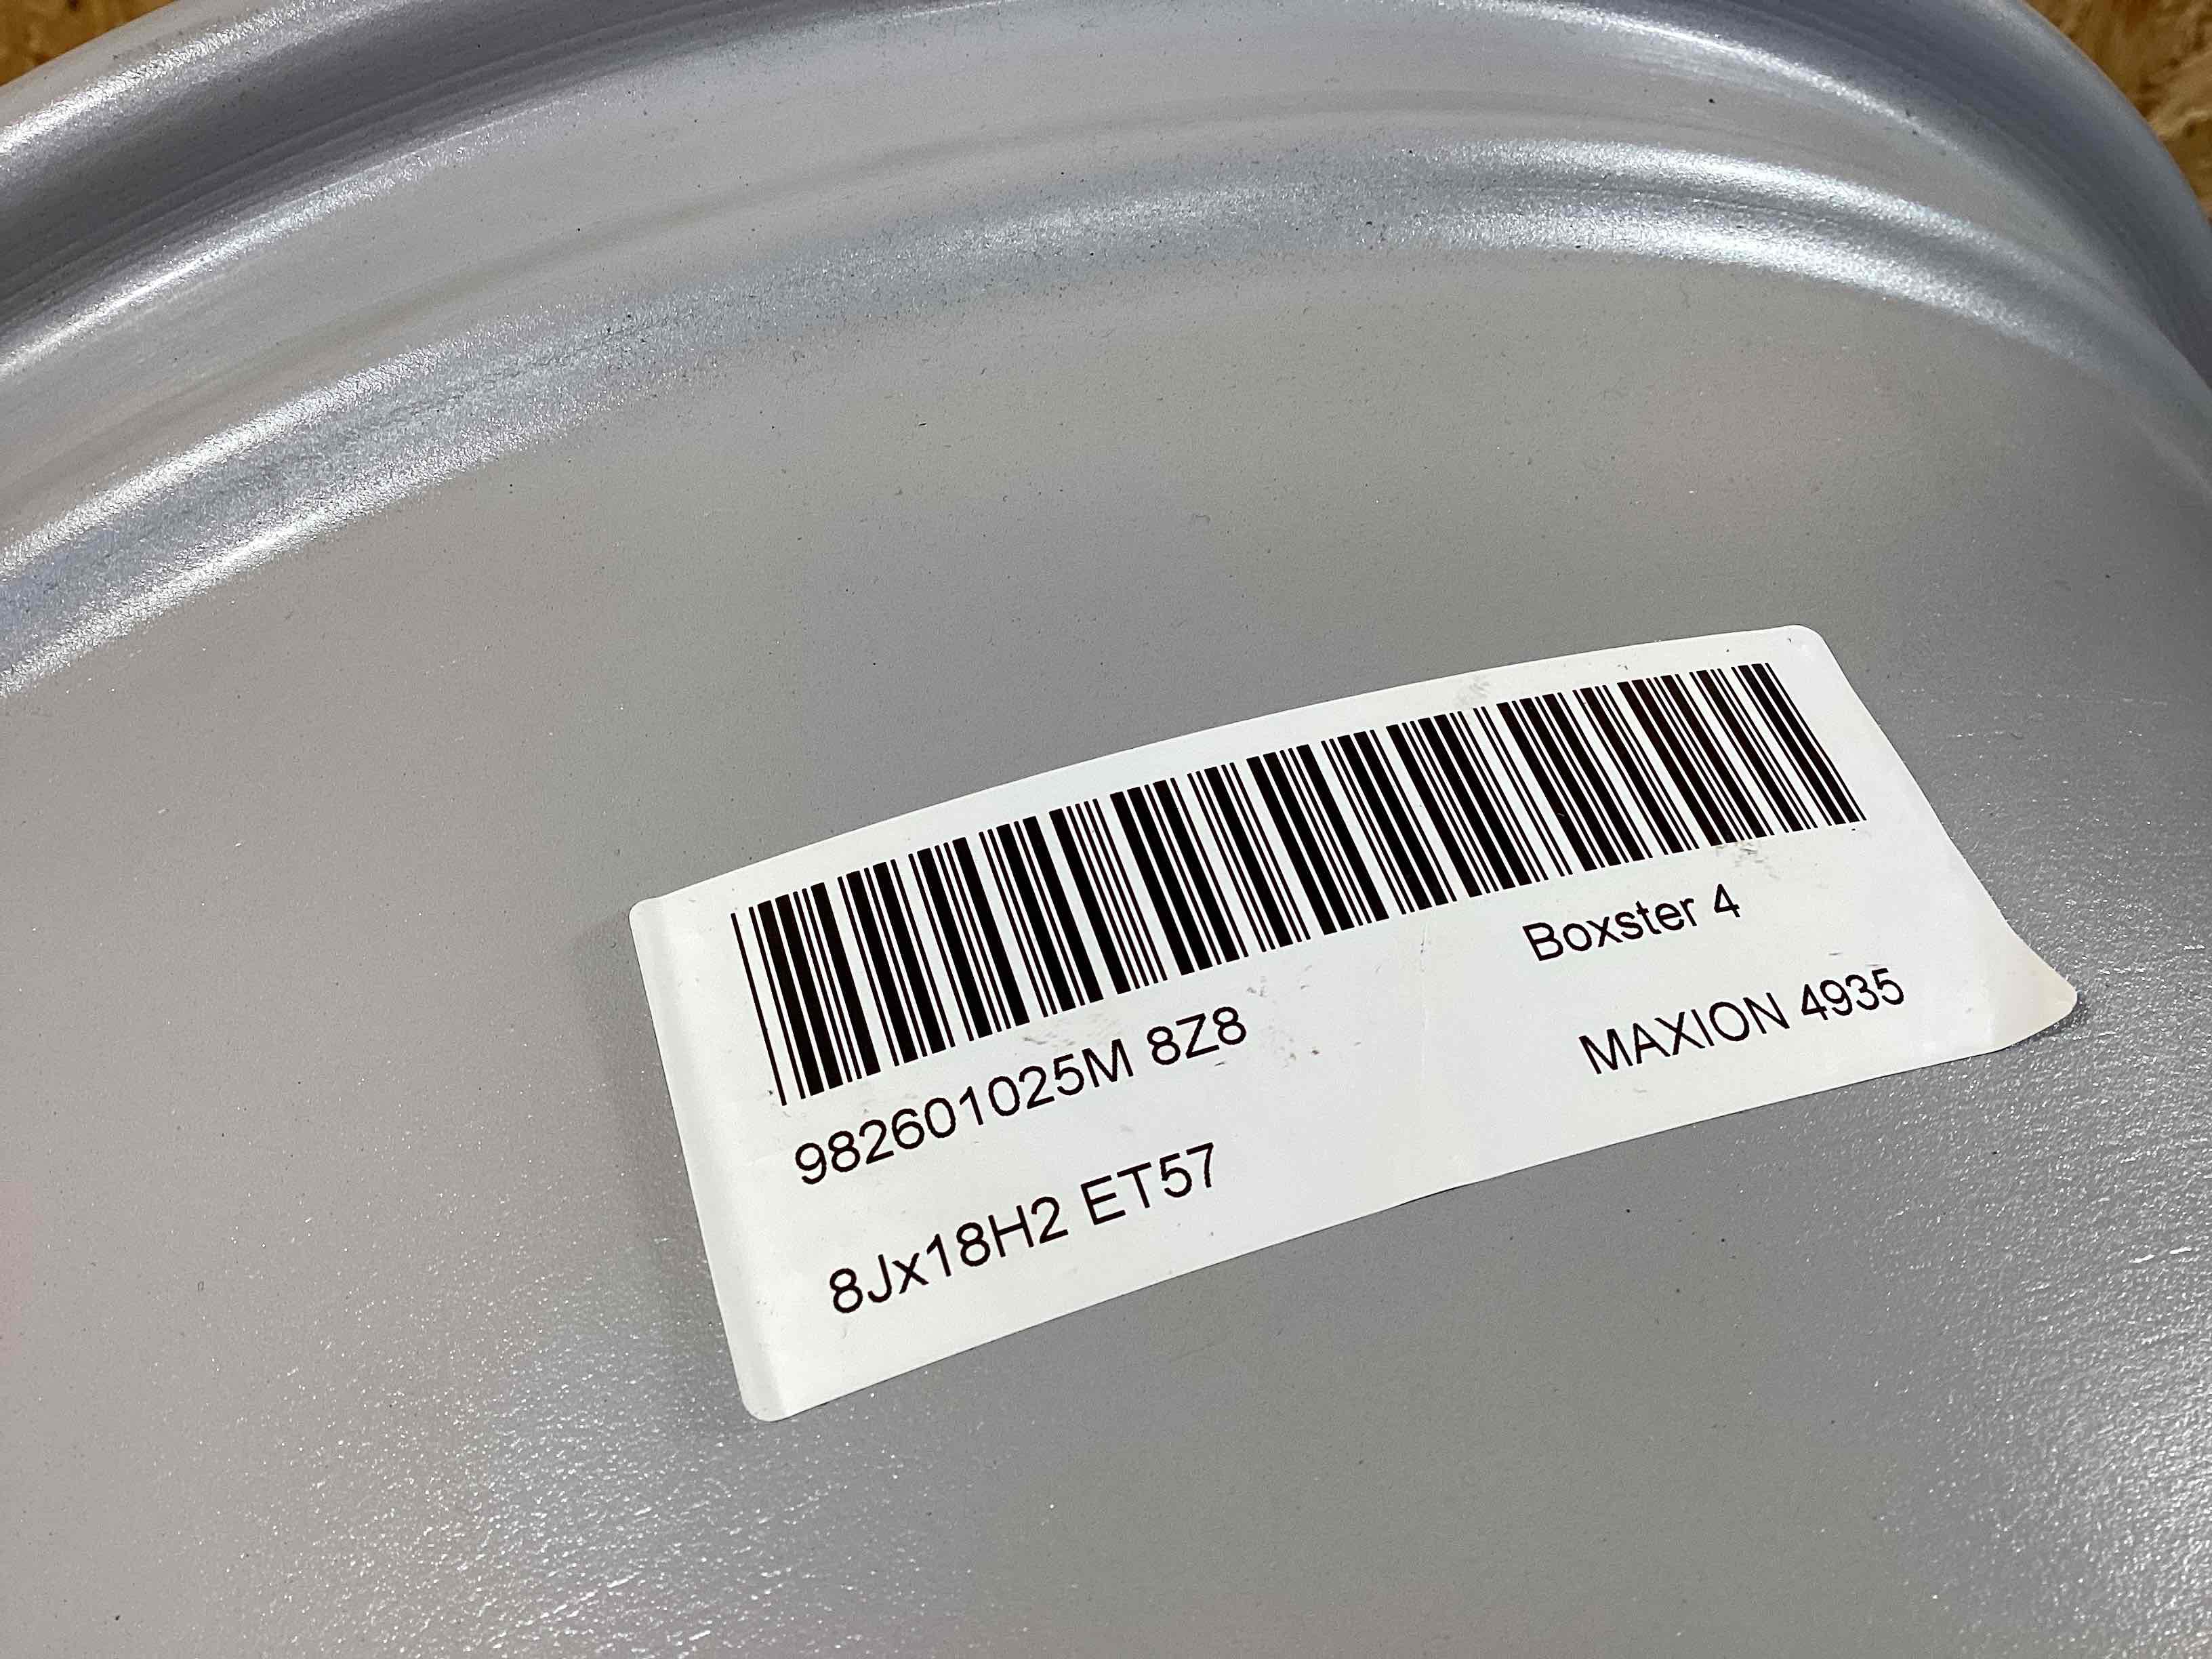 982601025M 8Z8
Boxster 4
8Jx18H2 ET57
MAXION 4935